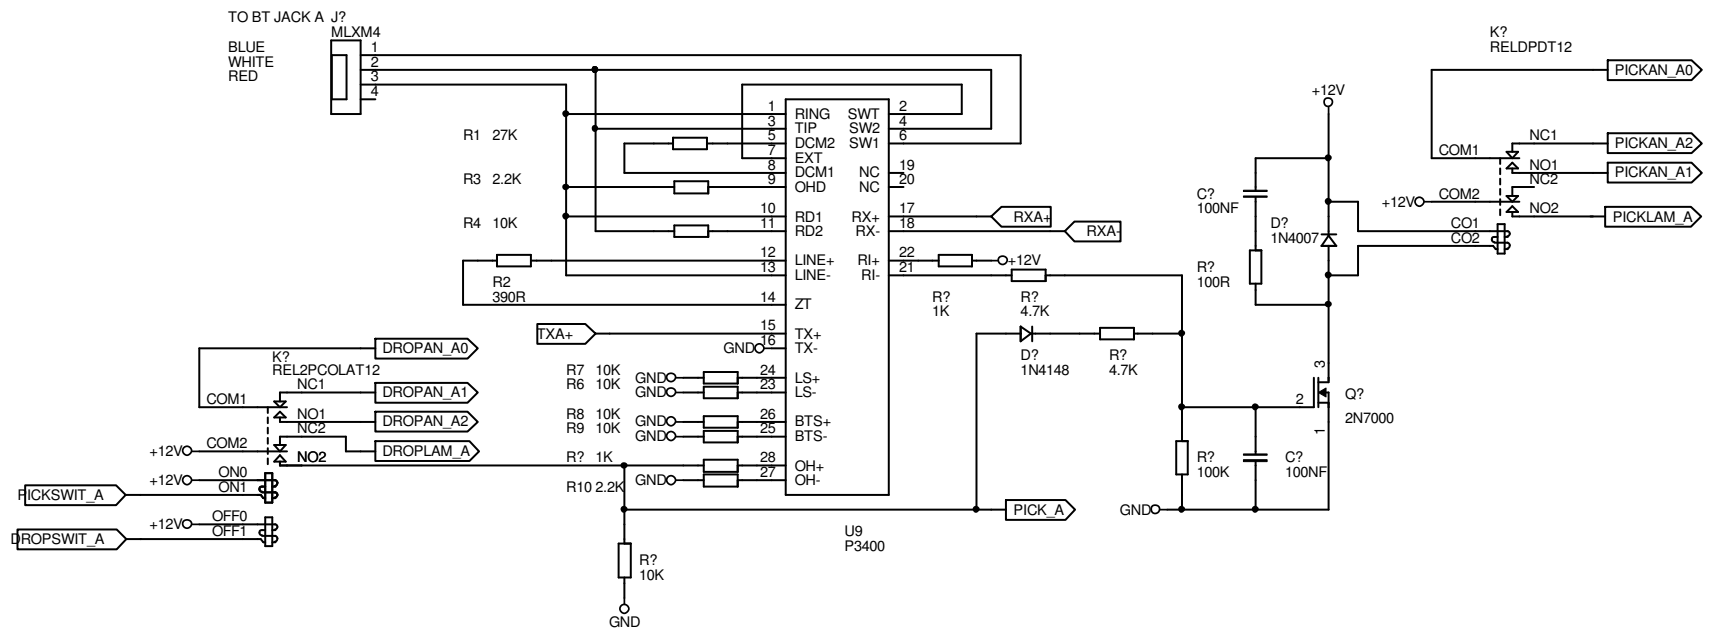 TO BT JACK A J?
MLXM4
BLUE
WHITE
RED
1
2
3
4
R1 27K
R3 2.2K
R4 10K
R2
390R
1 RING
3 TIP
5 DCM2
7 EXT
8 DCM1
9 OHD
10 RD1
11 RD2
12 LINE+
13 LINE-
14 ZT
15 TX+
16 TX-
24 LS+
23 LS-
26 BTS+
25 BTS-
28 OH+
27 OH-
SWT 2
SW2 4
SW1 6
NC 19
NC 20
RX+ 17
RX- 18
RI+ 22
RI- 21
U9
P3400
TXA+
GND
R7 10K GND
R6 10K GND
R8 10K GND
R9 10K GND
R? 1K
R10 2.2K GND
R?
10K
GND
DROPAN_A0
K?
REL2PCOLAT12
NC1
DROPAN_A1
COM1
NO1
DROPAN_A2
NC2
COM2
+12V
DROPLAM_A
NO2
+12V
ON0
ON1
PICKSWIT_A
+12V
OFF0
OFF1
DROPSWIT_A
RXA+
RXA-
+12V
R?
1K
R?
4.7K
D?
1N4148
R?
4.7K
PICK_A
GND
R?
100K
C?
100NF
Q?
2N7000
1
2
3
+12V
C?
100NF
D?
1N4007
R?
100R
K?
RELDPDT12
PICKAN_A0
NC1
PICKAN_A2
COM1
NO1
PICKAN_A1
NC2
COM2
+12V
NO2
PICKLAM_A
CO1
CO2